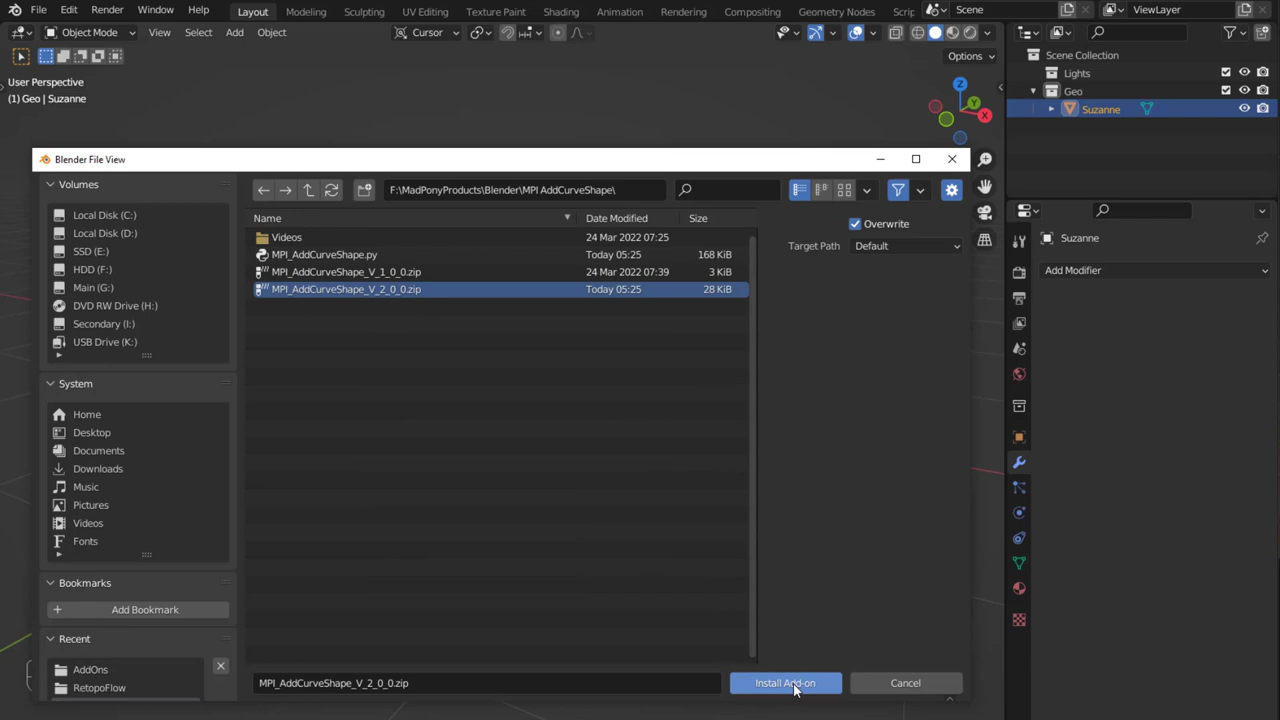 File Edit Render Window Help Layout Modeling Sculpting UV Editing Texture Paint Shading Animation Rendering Compositing Geometry Nodes Scrip Scene ViewLayer
Object Mode View Select Add Object Cursor
Options
User Perspective
(1) Geo | Suzanne
Z
Y
X
Scene Collection
Lights
Geo
Suzanne
Blender File View
Volumes
Local Disk (C:)
Local Disk (D:)
SSD (E:)
HDD (F:)
Main (G:)
DVD RW Drive (H:)
Secondary (I:)
USB Drive (K:)
System
Home
Desktop
Documents
Downloads
Music
Pictures
Videos
Fonts
Bookmarks
Add Bookmark
Recent
AddOns
RetopoFlow
F:\MadPonyProducts\Blender\MPI AddCurveShape\
Name Date Modified Size
Videos 24 Mar 2022 07:25
MPI_AddCurveShape.py Today 05:25 168 KiB
MPI_AddCurveShape_V_1_0_0.zip 24 Mar 2022 07:39 3 KiB
MPI_AddCurveShape_V_2_0_0.zip Today 05:25 28 KiB
Overwrite
Target Path Default
MPI_AddCurveShape_V_2_0_0.zip Install Add-on Cancel
Suzanne
Add Modifier